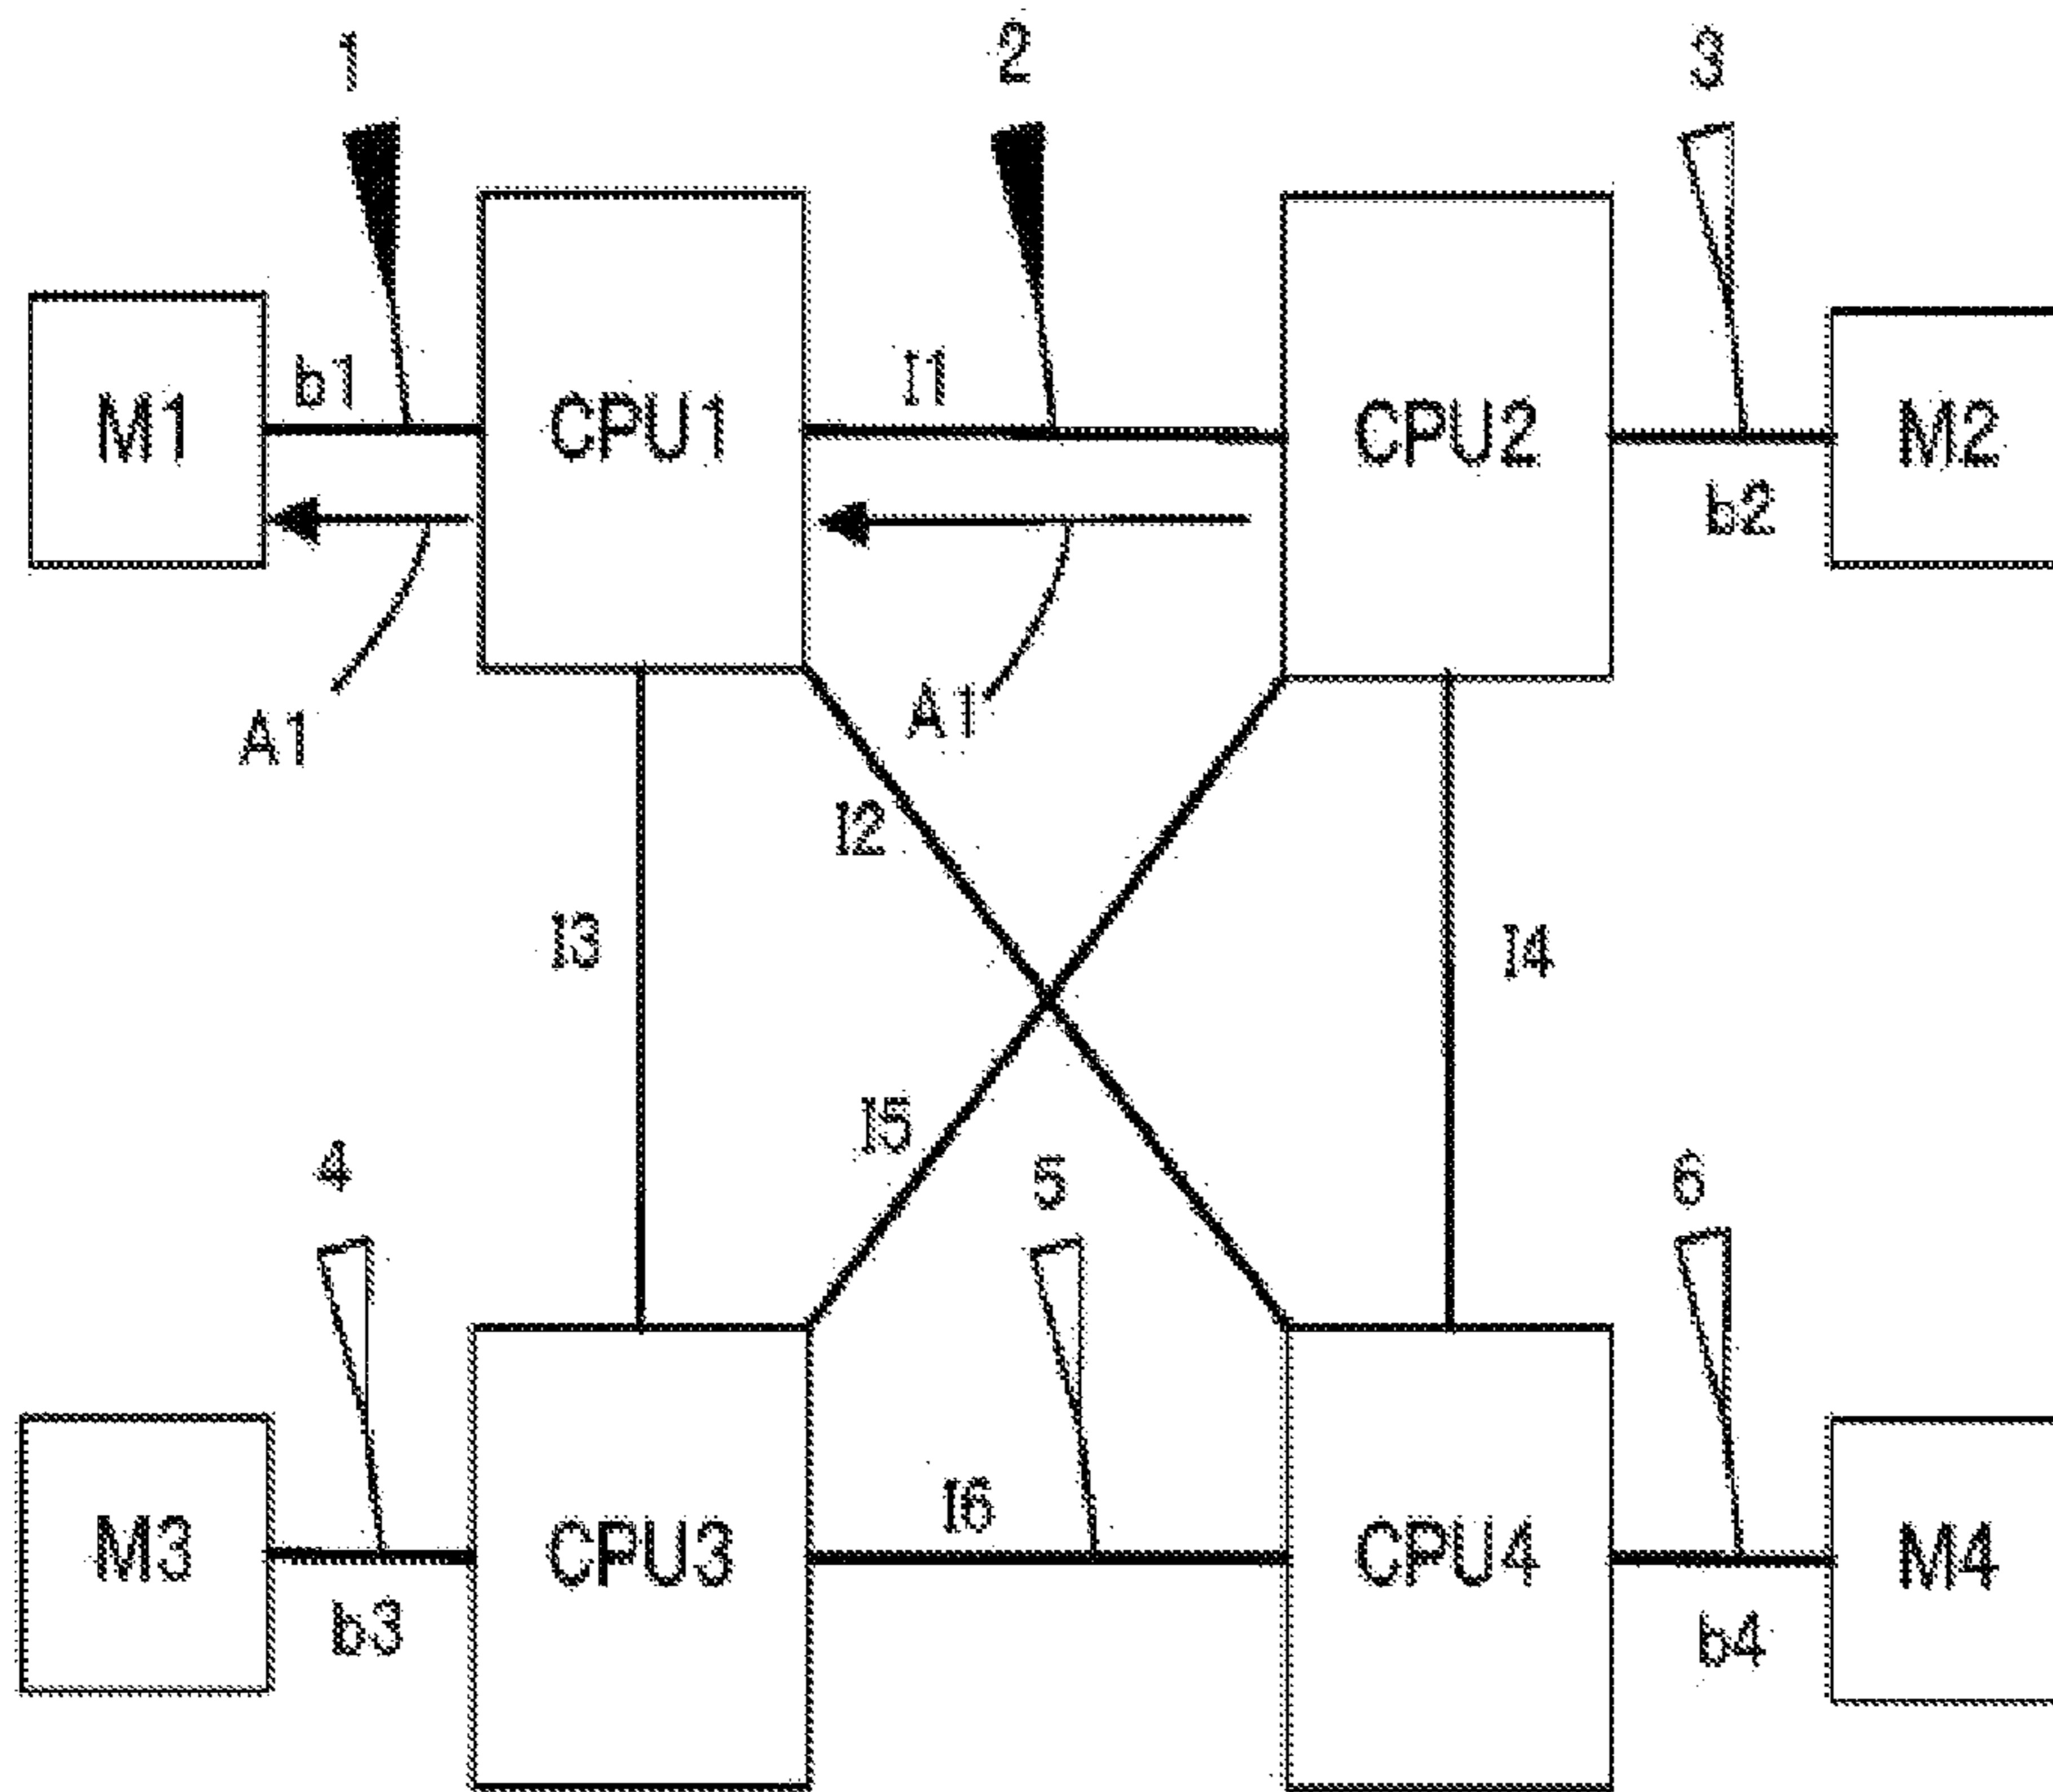 1 2 3
M1 b1 CPU1 I1 CPU2 M2
b2
A1 A1
I2
I3 I4
I5
4 5 6
M3 CPU3 I6 CPU4 M4
b3 b4